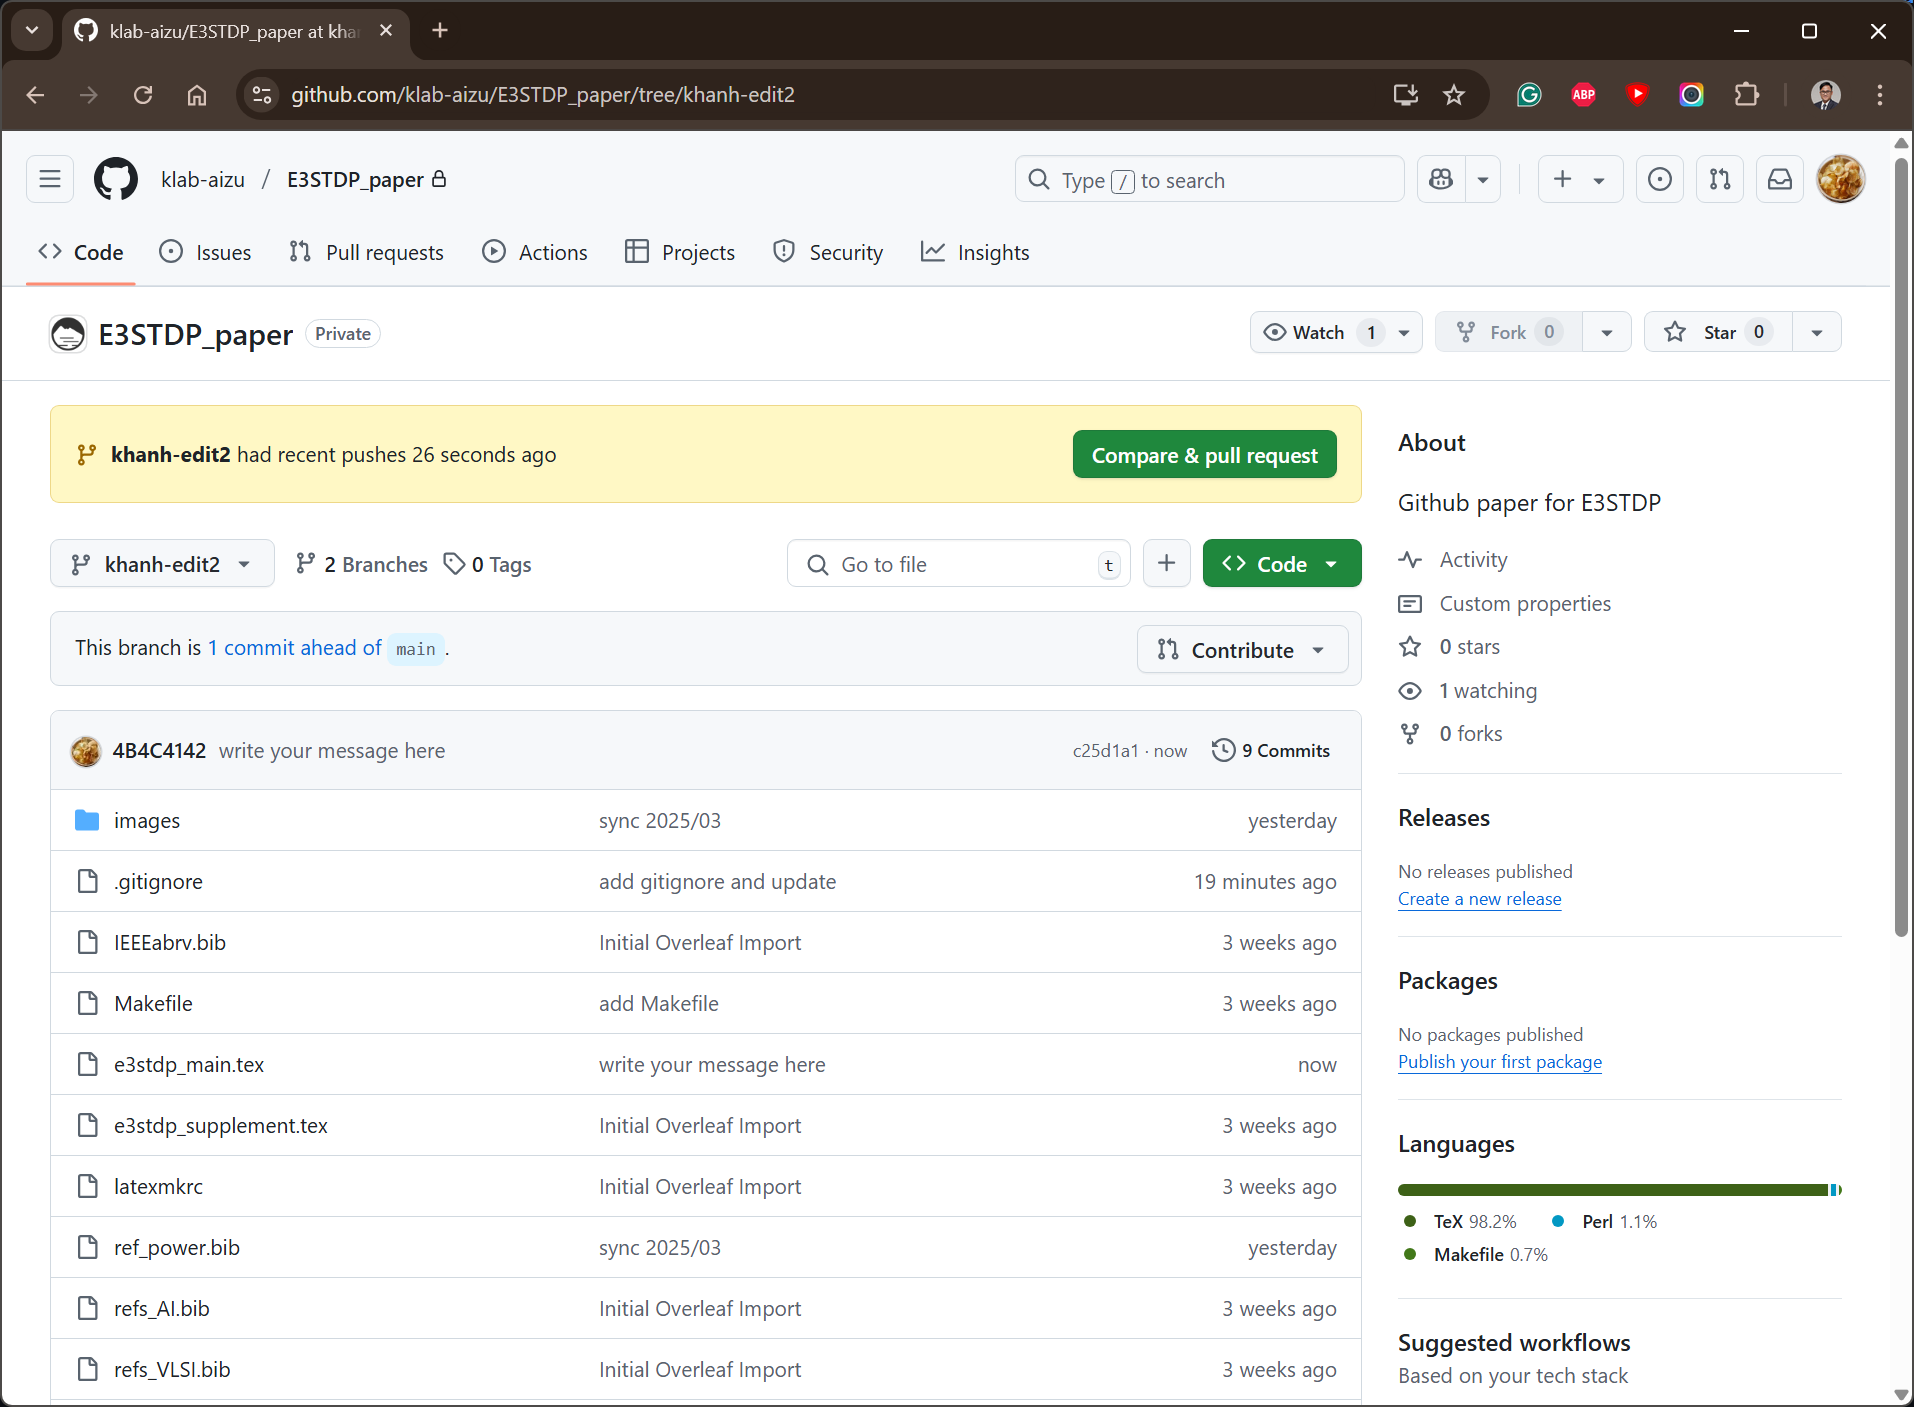 klab-aizu/E3STDP_paper at kha
github.com/klab-aizu/E3STDP_paper/tree/khanh-edit2
ABP
klab-aizu / E3STDP_paper
Type / to search
Code Issues Pull requests Actions Projects Security Insights
E3STDP_paper Private
Watch 1 Fork 0 Star 0
khanh-edit2 had recent pushes 26 seconds ago
Compare & pull request
khanh-edit2 2 Branches 0 Tags
Go to file t
Code
This branch is 1 commit ahead of main .
Contribute
4B4C4142 write your message here c25d1a1 · now 9 Commits
images sync 2025/03 yesterday
.gitignore add gitignore and update 19 minutes ago
IEEEabrv.bib Initial Overleaf Import 3 weeks ago
Makefile add Makefile 3 weeks ago
e3stdp_main.tex write your message here now
e3stdp_supplement.tex Initial Overleaf Import 3 weeks ago
latexmkrc Initial Overleaf Import 3 weeks ago
ref_power.bib sync 2025/03 yesterday
refs_AI.bib Initial Overleaf Import 3 weeks ago
refs_VLSI.bib Initial Overleaf Import 3 weeks ago
About
Github paper for E3STDP
Activity
Custom properties
0 stars
1 watching
0 forks
Releases
No releases published
Create a new release
Packages
No packages published
Publish your first package
Languages
TeX 98.2% Perl 1.1%
Makefile 0.7%
Suggested workflows
Based on your tech stack